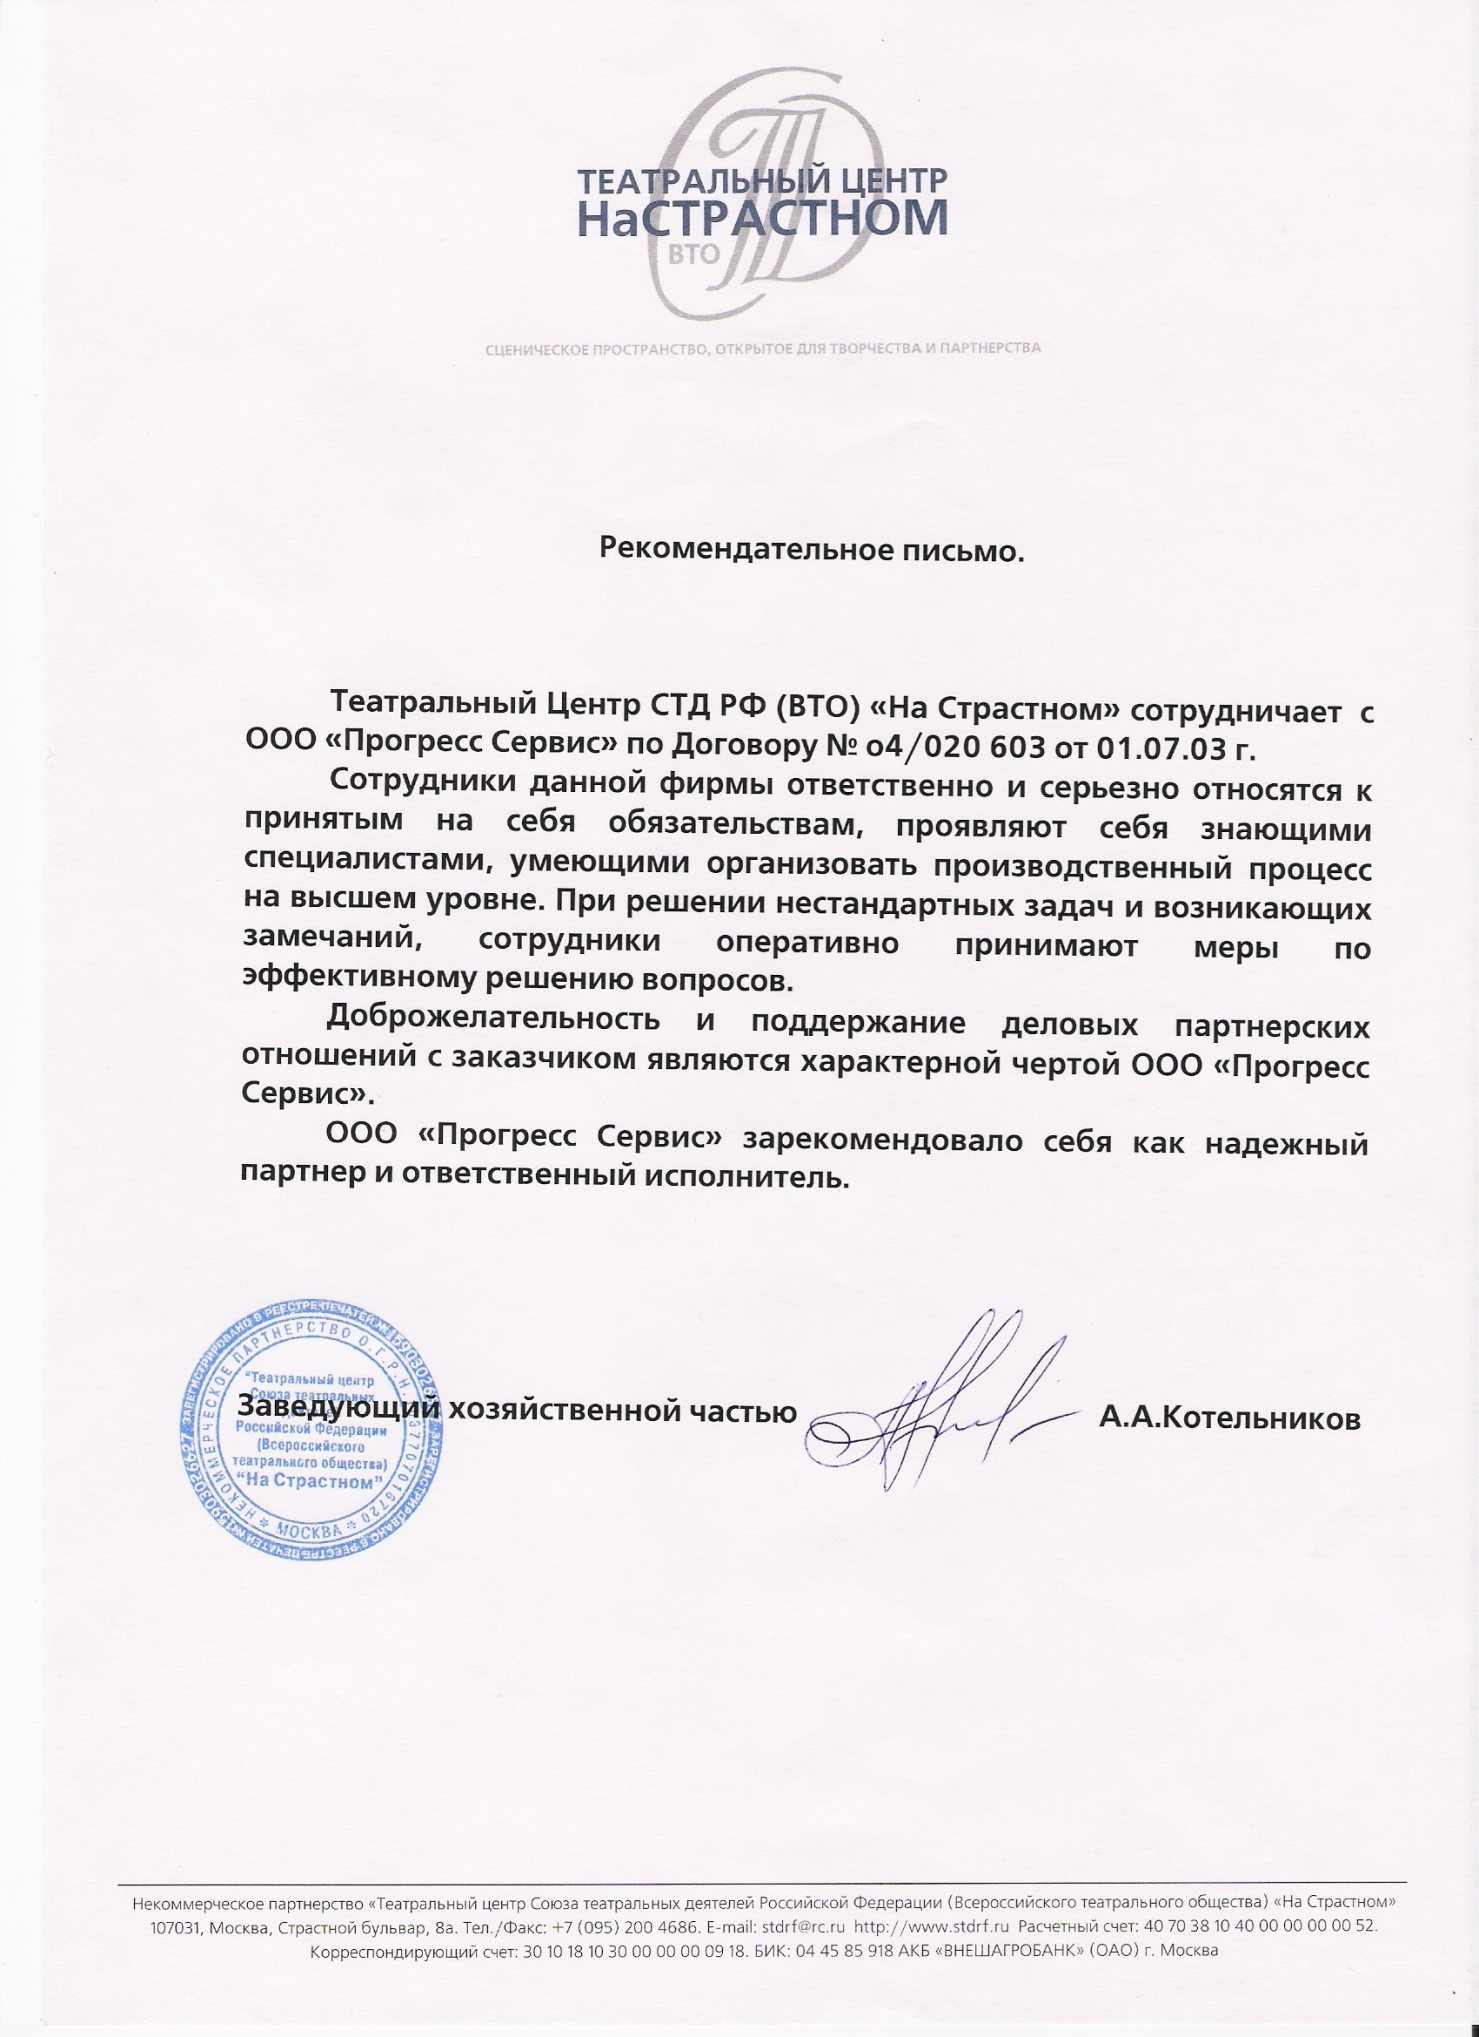 ТЕАТРАЛЬНЫЙ ЦЕНТР
НаСТРАСТНОМ
ВТО
СЦЕНИЧЕСКОЕ ПРОСТРАНСТВО, ОТКРЫТОЕ ДЛЯ ТВОРЧЕСТВА И ПАРТНЕРСТВА
Рекомендательное письмо.
Театральный Центр СТД РФ (ВТО) «На Страстном» сотрудничает с
ООО «Прогресс Сервис» по Договору № о4/020 603 от 01.07.03 г.
Сотрудники данной фирмы ответственно и серьезно относятся к
принятым на себя обязательствам, проявляют себя знающими
специалистами, умеющими организовать производственный процесс
на высшем уровне. При решении нестандартных задач и возникающих
замечаний, сотрудники оперативно принимают меры по
эффективному решению вопросов.
Доброжелательность и поддержание деловых партнерских
отношений с заказчиком являются характерной чертой ООО «Прогресс
Сервис».
ООО «Прогресс Сервис» зарекомендовало себя как надежный
партнер и ответственный исполнитель.
Заведующий хозяйственной частью
А.А.Котельников
НЕКОММЕРЧЕСКОЕ ПАРТНЕРСТВО О.Г.Р.Н.
* МОСКВА *
"Театральный центр
Союза театральных
Российской Федерации
(Всероссийского
театрального общества)
"На Страстном"
Некоммерческое партнерство «Театральный центр Союза театральных деятелей Российской Федерации (Всероссийского театрального общества) «На Страстном»
107031, Москва, Страстной бульвар, 8а. Тел./Факс: +7 (095) 200 4686. E-mail: stdrf@rc.ru http://www.stdrf.ru Расчетный счет: 40 70 38 10 40 00 00 00 00 52.
Корреспондирующий счет: 30 10 18 10 30 00 00 00 09 18. БИК: 04 45 85 918 АКБ «ВНЕШАГРОБАНК» (ОАО) г. Москва